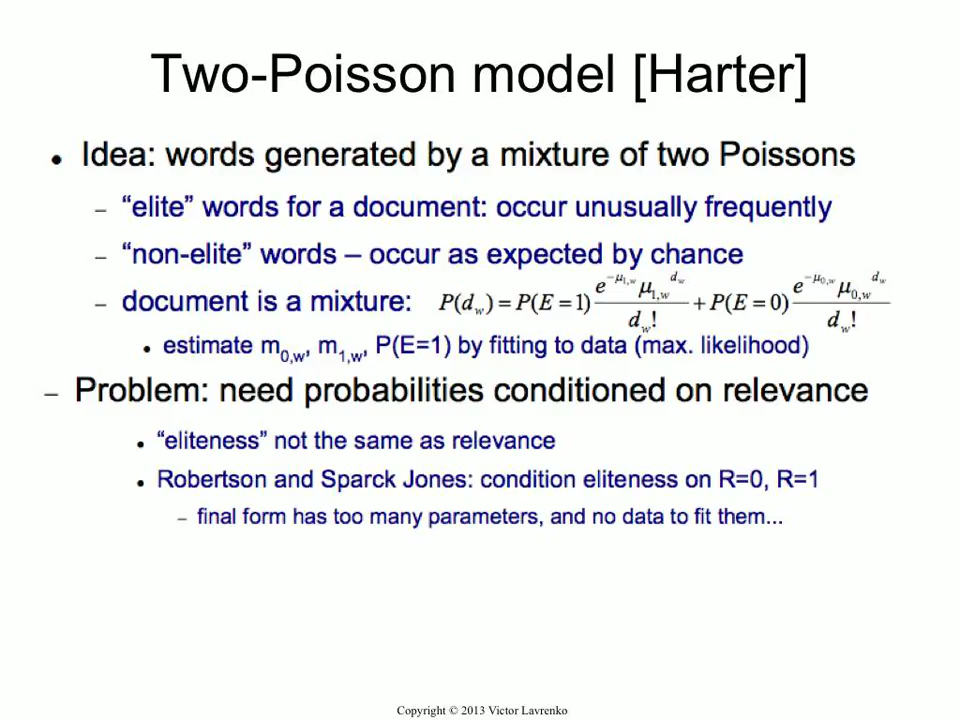 Two-Poisson model [Harter]
• Idea: words generated by a mixture of two Poissons
– “elite” words for a document: occur unusually frequently
– “non-elite” words – occur as expected by chance
– document is a mixture: P(d_w) = P(E = 1) \frac{e^{-μ_{1,w}} μ_{1,w}^{d_w}}{d_w!} + P(E = 0) \frac{e^{-μ_{0,w}} μ_{0,w}^{d_w}}{d_w!}
• estimate m_{0,w}, m_{1,w}, P(E=1) by fitting to data (max. likelihood)
– Problem: need probabilities conditioned on relevance
• “eliteness” not the same as relevance
• Robertson and Sparck Jones: condition eliteness on R=0, R=1
– final form has too many parameters, and no data to fit them...
Copyright © 2013 Victor Lavrenko